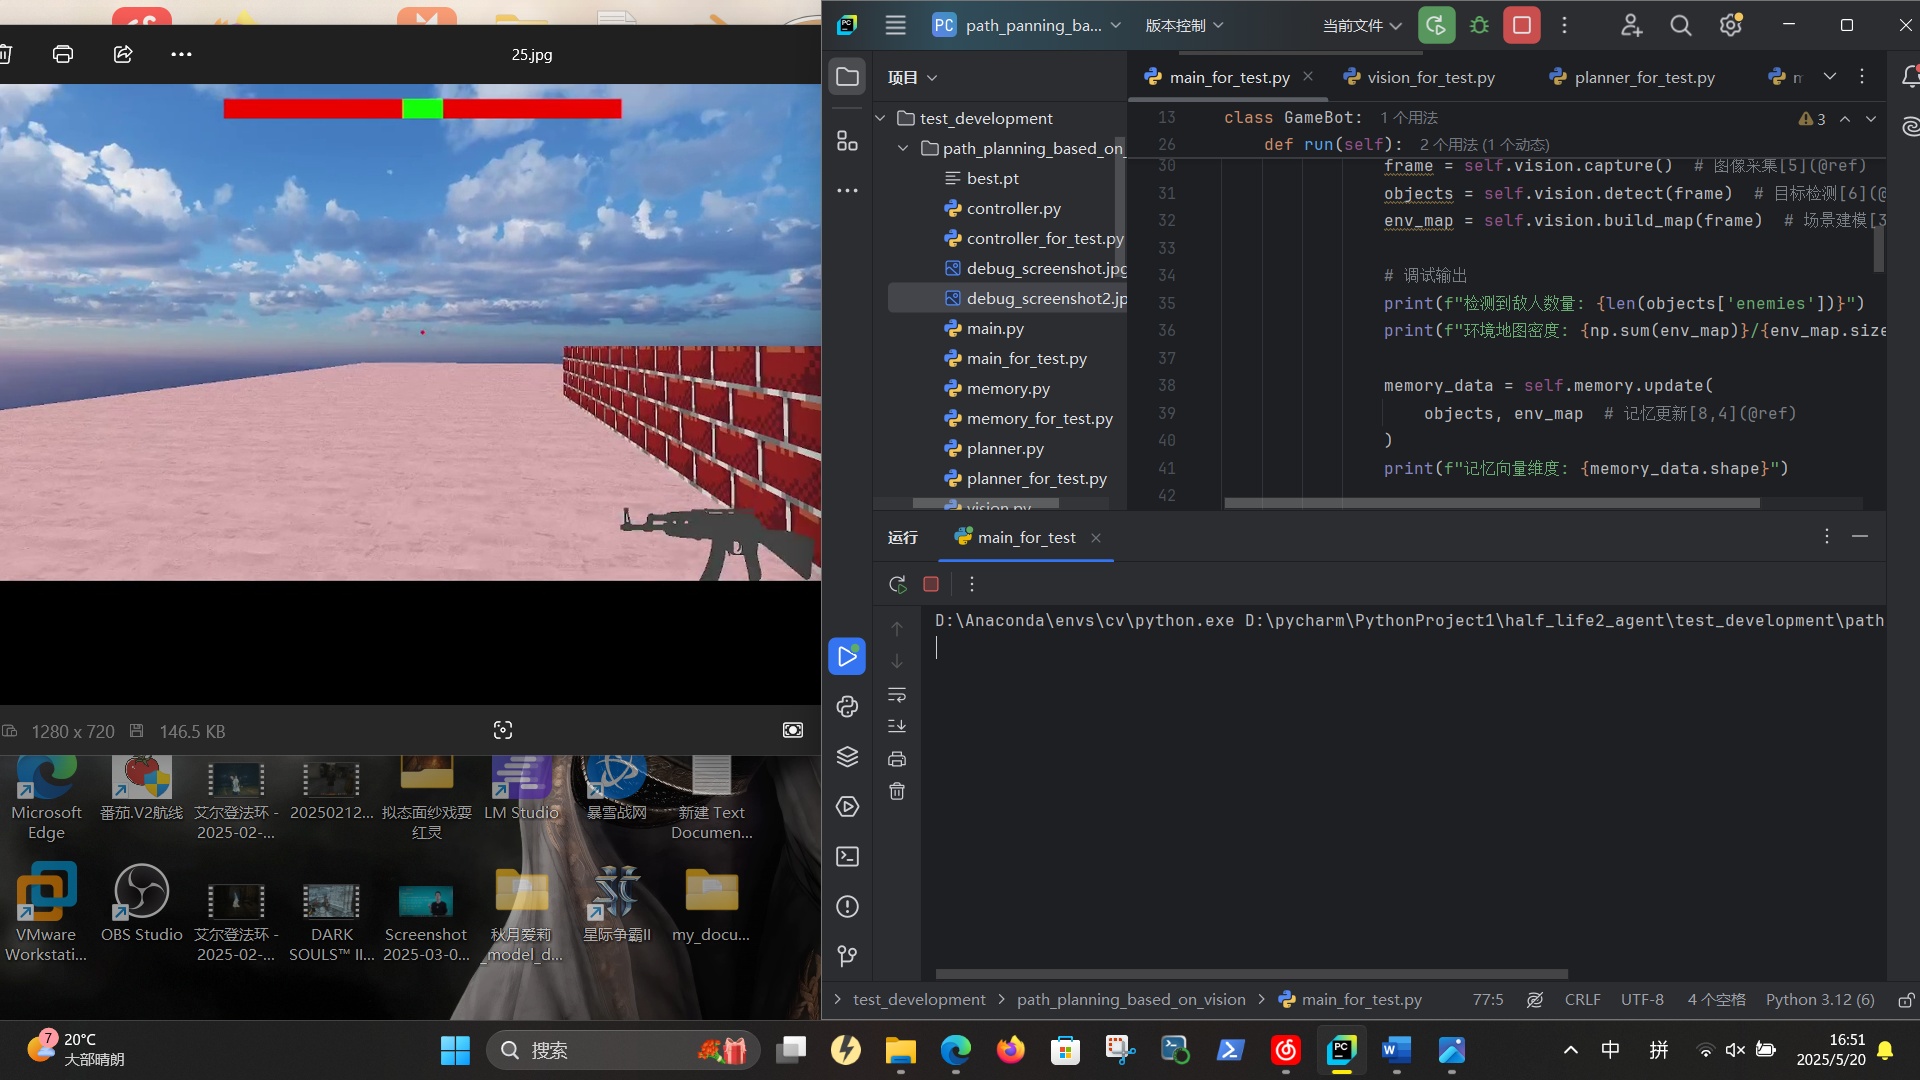 25.jpg
1280 x 720
146.5 KB
Microsoft Edge
番茄.V2航线
艾尔登法环 - 2025-02-...
20250212...
拟态面纱戏耍红灵
LM Studio
暴雪战网
新建 Text Documen...
VMware Workstati...
OBS Studio
艾尔登法环 - 2025-02-...
DARK SOULS™ II...
Screenshot 2025-03-0...
秋月爱莉_model_d...
星际争霸II
my_docu...
PC path_panning_ba...
版本控制
当前文件
项目
test_development
path_planning_based_on_
best.pt
controller.py
controller_for_test.py
debug_screenshot.jpg
debug_screenshot2.jp
main.py
main_for_test.py
memory.py
memory_for_test.py
planner.py
planner_for_test.py
vision.py
main_for_test.py
vision_for_test.py
planner_for_test.py
13 class GameBot: 1个用法
3
26 def run(self): 2个用法 (1个动态)
30 frame = self.vision.capture() # 图像采集[5](@ref)
31 objects = self.vision.detect(frame) # 目标检测[6](@
32 env_map = self.vision.build_map(frame) # 场景建模[3
33
34 # 调试输出
35 print(f"检测到敌人数量: {len(objects['enemies'])}")
36 print(f"环境地图密度: {np.sum(env_map)}/{env_map.size
37
38 memory_data = self.memory.update(
39 objects, env_map # 记忆更新[8,4](@ref)
40 )
41 print(f"记忆向量维度: {memory_data.shape}")
42
运行
main_for_test
D:\Anaconda\envs\cv\python.exe D:\pycharm\PythonProject1\half_life2_agent\test_development\path
test_development > path_planning_based_on_vision > main_for_test.py
77:5
CRLF
UTF-8
4 个空格
Python 3.12 (6)
7
20°C
大部晴朗
搜索
中
拼
16:51
2025/5/20